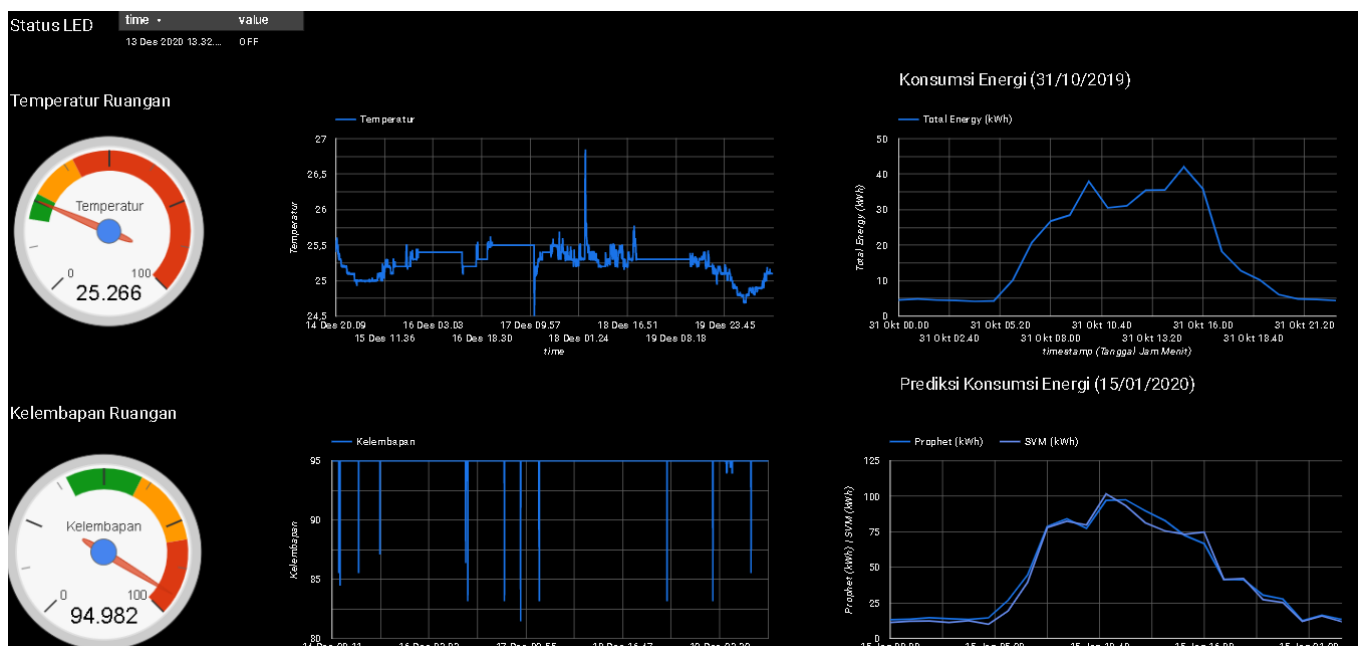 Status LED
time value
13 Des 2020 13.32.... OFF
Temperatur Ruangan
Temperatur
0 100
25.266
Temperatur
27
26,5
26
25,5
25
24,5
Temperatur
14 Des 20.09 16 Des 03.03 17 Des 09.57 18 Des 16.51 19 Des 23.45
15 Des 11.36 16 Des 18.30 18 Des 01.24 19 Des 08.18
time
Konsumsi Energi (31/10/2019)
Total Energy (kWh)
50
40
30
20
10
0
Total Energy (kWh)
31 Okt 00.00 31 Okt 05.20 31 Okt 10.40 31 Okt 16.00 31 Okt 21.20
31 Okt 02.40 31 Okt 08.00 31 Okt 13.20 31 Okt 18.40
timestamp (Tanggal Jam Menit)
Kelembapan Ruangan
Kelembapan
0 100
94.982
Kelembapan
95
90
85
80
Kelembapan
Prediksi Konsumsi Energi (15/01/2020)
Prophet (kWh) SVM (kWh)
125
100
75
50
25
0
Prophet (kWh) | SVM (kWh)